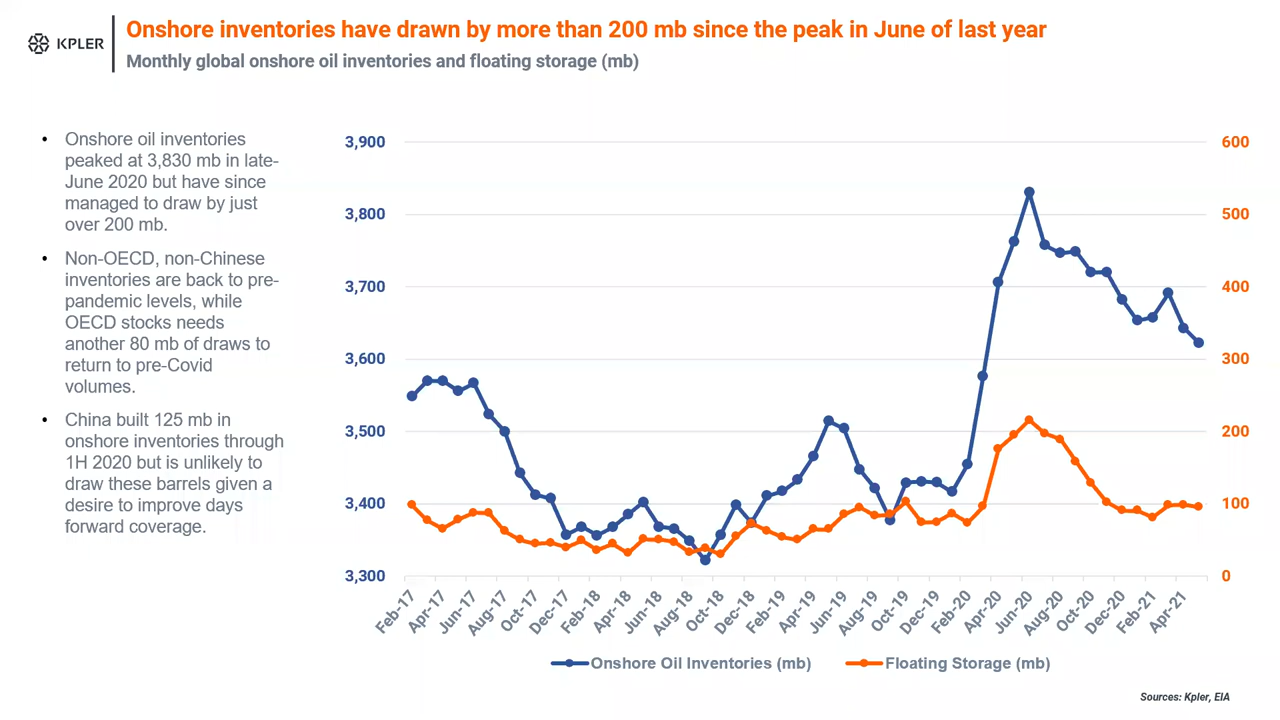 KPLER
Onshore inventories have drawn by more than 200 mb since the peak in June of last year
Monthly global onshore oil inventories and floating storage (mb)
• Onshore oil inventories
peaked at 3,830 mb in late-
June 2020 but have since
managed to draw by just
over 200 mb.
• Non-OECD, non-Chinese
inventories are back to pre-
pandemic levels, while
OECD stocks needs
another 80 mb of draws to
return to pre-Covid
volumes.
• China built 125 mb in
onshore inventories through
1H 2020 but is unlikely to
draw these barrels given a
desire to improve days
forward coverage.
3,900
3,800
3,700
3,600
3,500
3,400
3,300
600
500
400
300
200
100
0
Feb-17
Apr-17
Jun-17
Aug-17
Oct-17
Dec-17
Feb-18
Apr-18
Jun-18
Aug-18
Oct-18
Dec-18
Feb-19
Apr-19
Jun-19
Aug-19
Oct-19
Dec-19
Feb-20
Apr-20
Jun-20
Aug-20
Oct-20
Dec-20
Feb-21
Apr-21
Onshore Oil Inventories (mb)
Floating Storage (mb)
Sources: Kpler, EIA